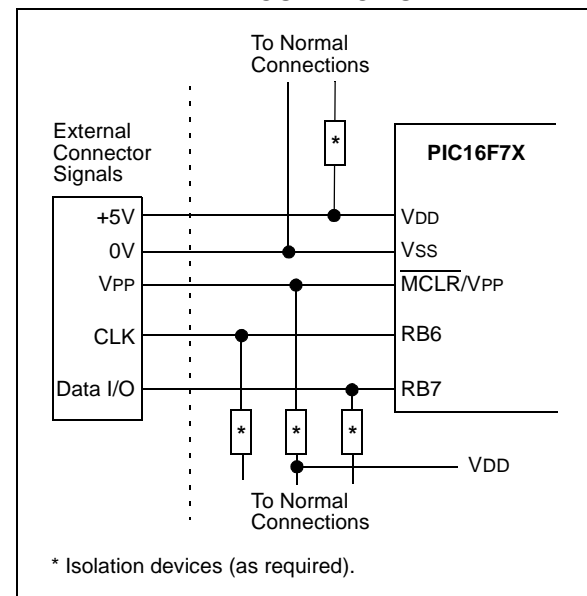 To Normal
Connections
External
Connector
Signals
*
PIC16F7X
+5V
VDD
0V
VSS
VPP
MCLR/VPP
CLK
RB6
Data I/O
RB7
* * *
VDD
To Normal
Connections
* Isolation devices (as required).